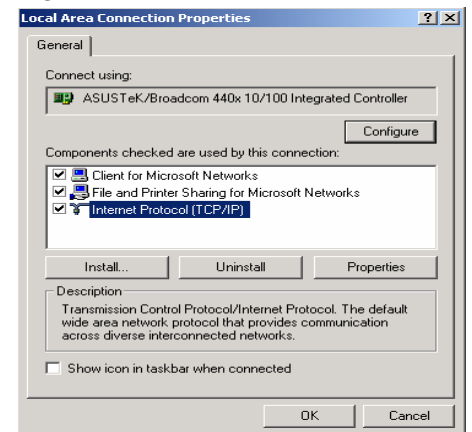 Local Area Connection Properties
General
Connect using:
ASUSTeK/Broadcom 440x 10/100 Integrated Controller
Configure
Components checked are used by this connection:
Client for Microsoft Networks
File and Printer Sharing for Microsoft Networks
Internet Protocol (TCP/IP)
Install...
Uninstall
Properties
Description
Transmission Control Protocol/Internet Protocol. The default
wide area network protocol that provides communication
across diverse interconnected networks.
Show icon in taskbar when connected
OK
Cancel